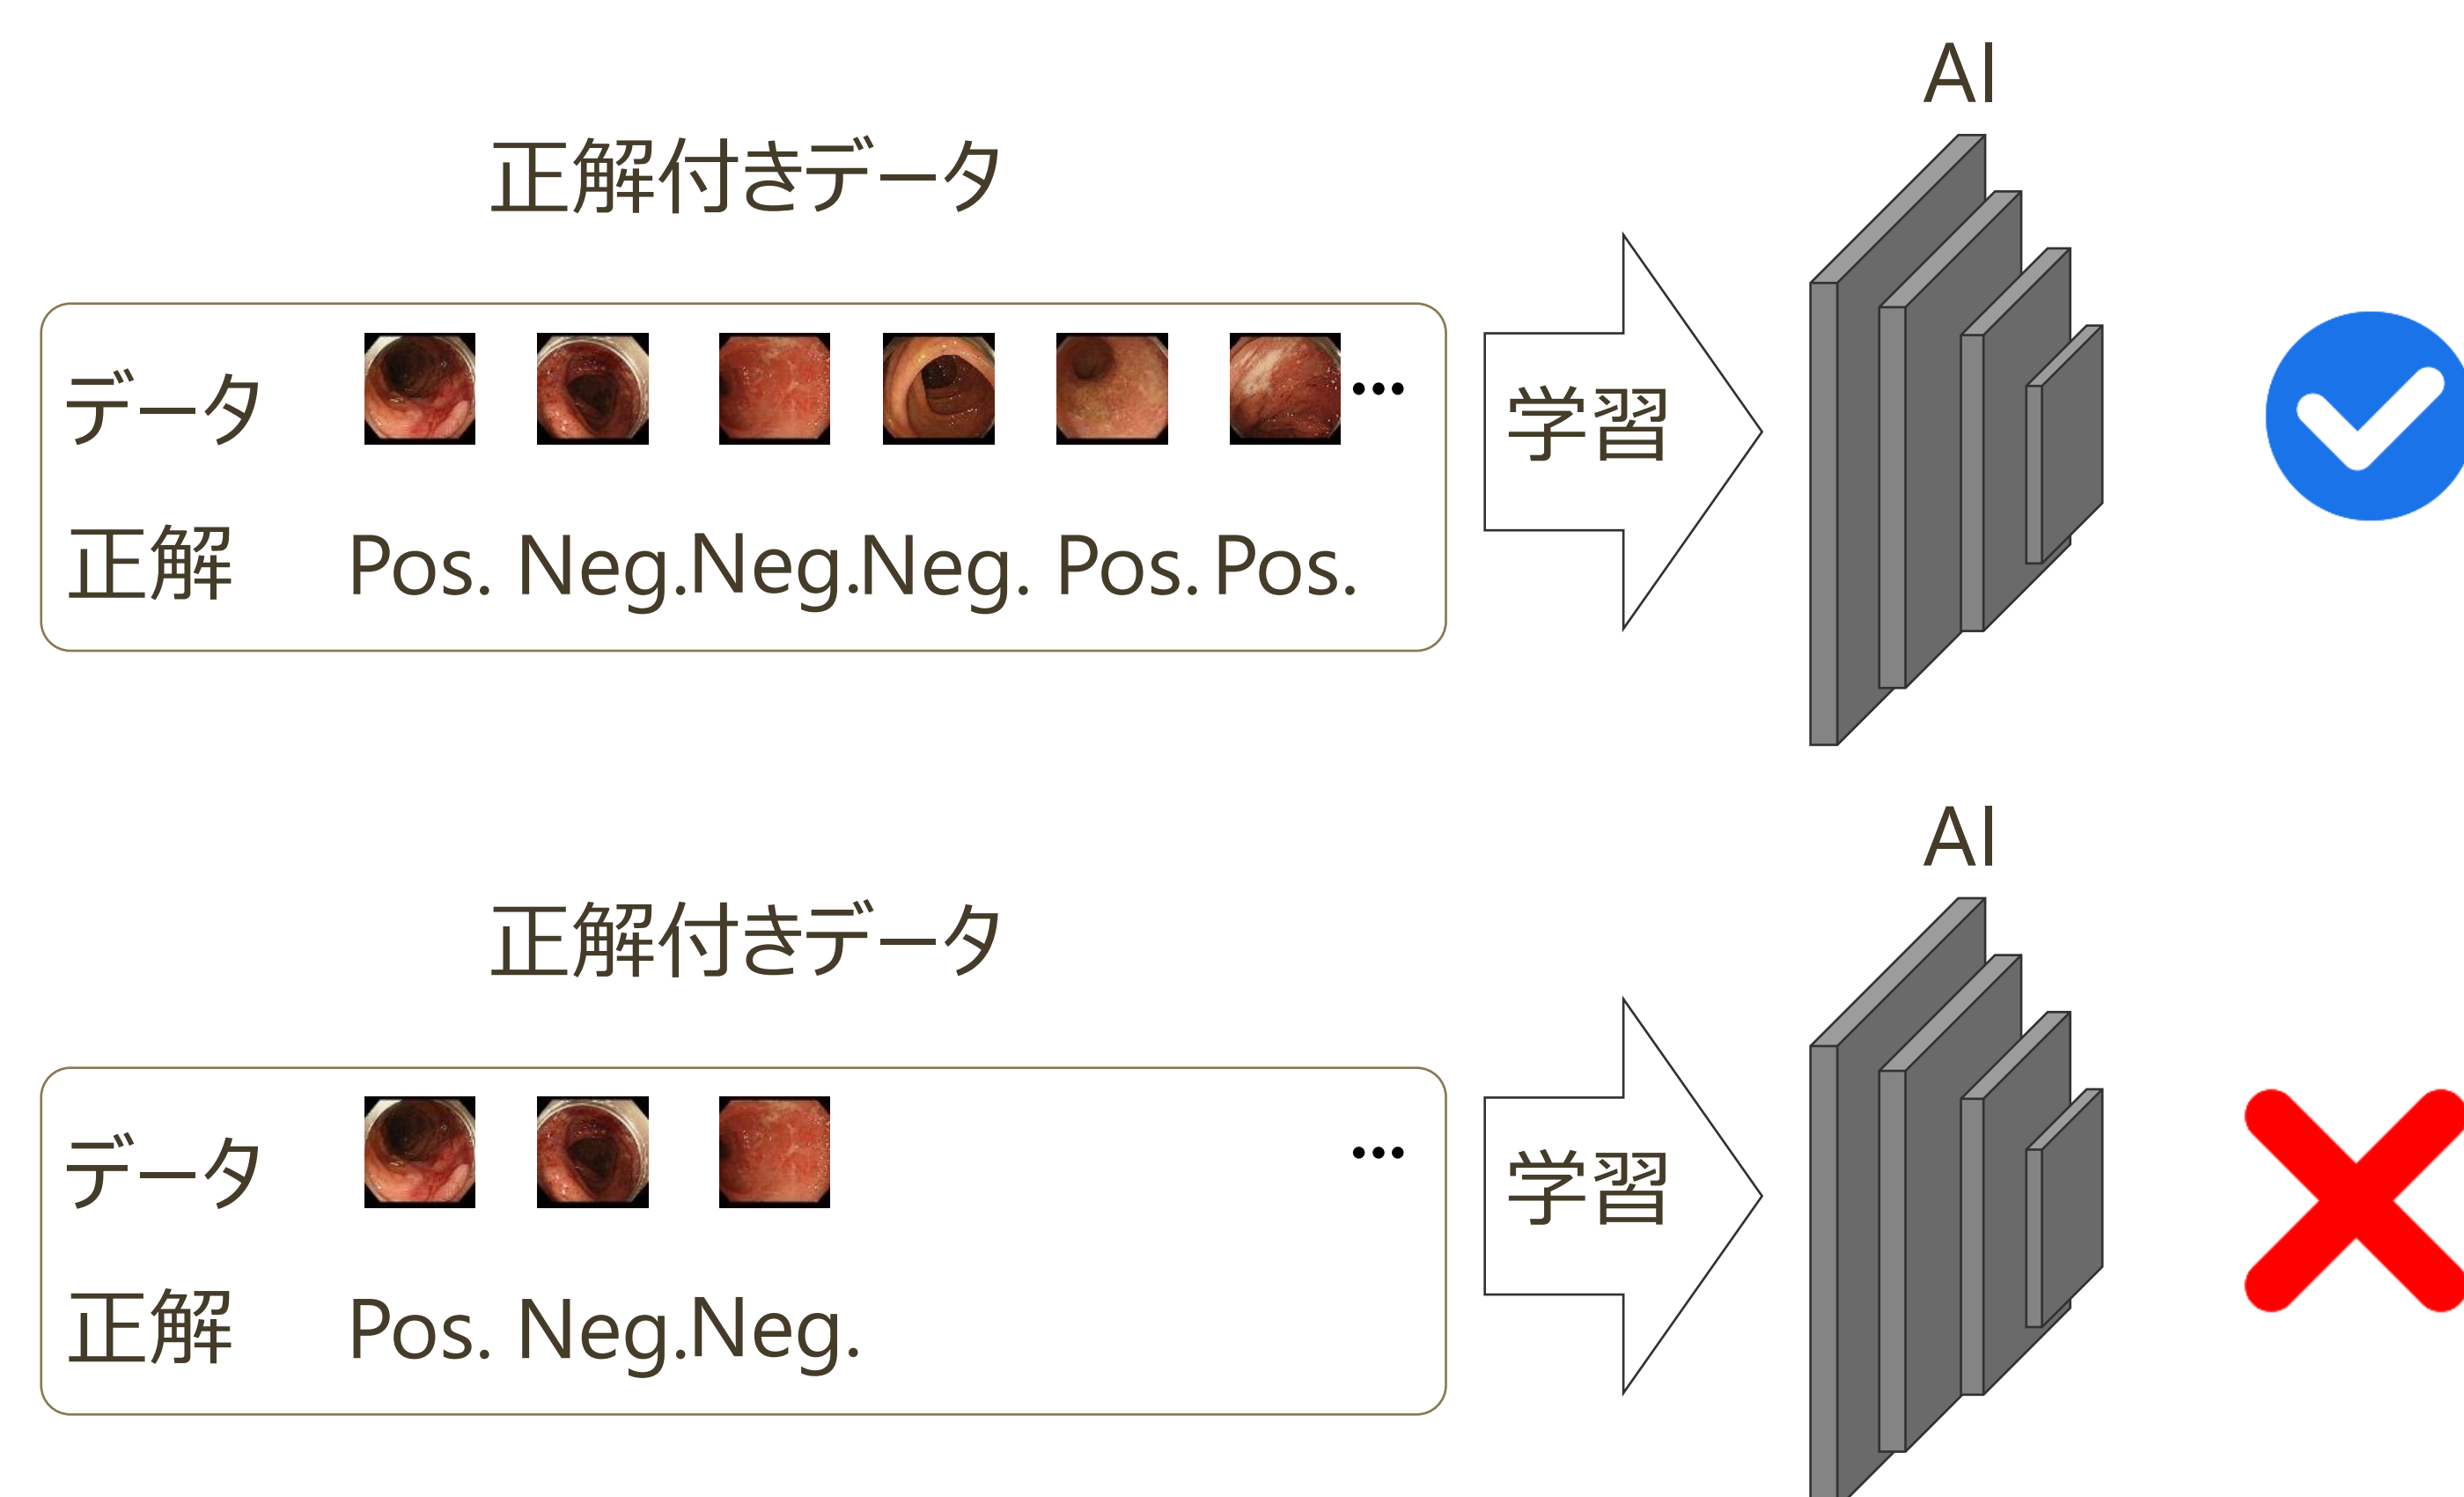 AI
正解付きデータ
データ ...
学習
正解 Pos. Neg. Neg. Neg. Pos. Pos.
AI
正解付きデータ
データ ...
学習
正解 Pos. Neg. Neg.